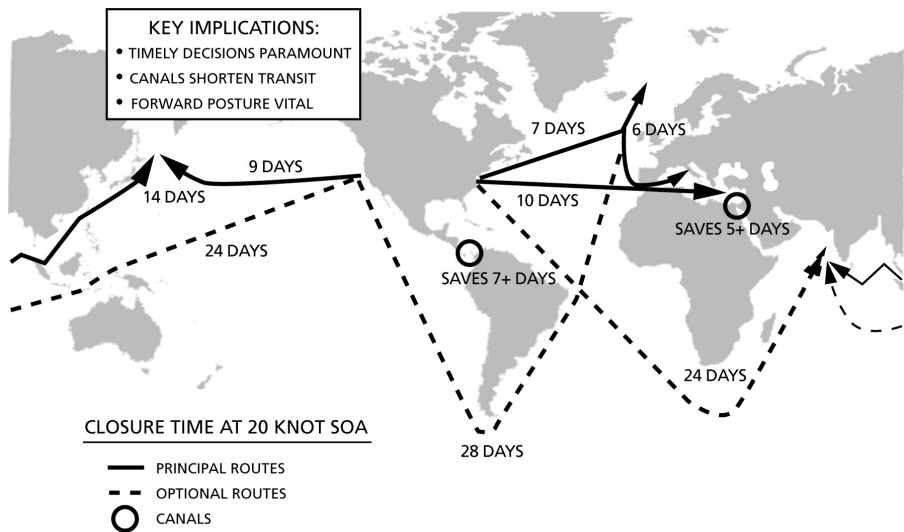 KEY IMPLICATIONS:
• TIMELY DECISIONS PARAMOUNT
• CANALS SHORTEN TRANSIT
• FORWARD POSTURE VITAL
7 DAYS
6 DAYS
9 DAYS
14 DAYS
10 DAYS
SAVES 5+ DAYS
24 DAYS
SAVES 7+ DAYS
24 DAYS
28 DAYS
CLOSURE TIME AT 20 KNOT SOA
PRINCIPAL ROUTES
OPTIONAL ROUTES
CANALS